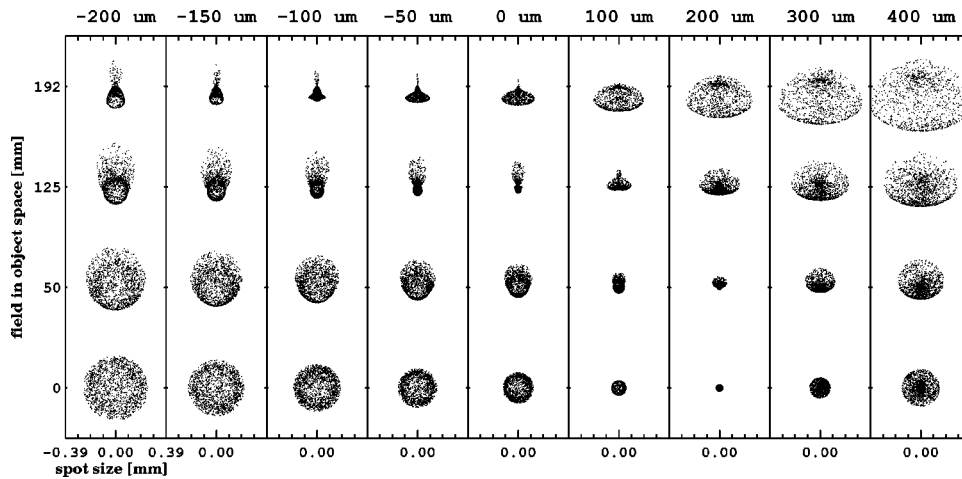 -200 um -150 um -100 um -50 um 0 um 100 um 200 um 300 um 400 um
192
125
50
0
field in object space [mm]
-0.39 0.00 0.39 0.00 0.00 0.00 0.00 0.00 0.00 0.00 0.00
spot size [mm]